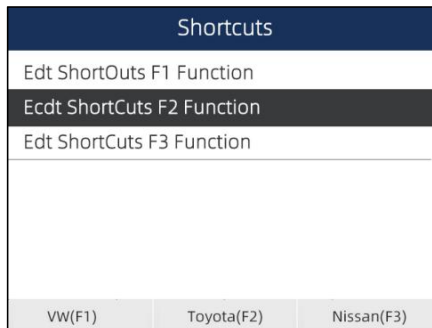 Shortcuts
Edt ShortOuts F1 Function
Ecdt ShortCuts F2 Function
Edt ShortCuts F3 Function
VW(F1) Toyota(F2) Nissan(F3)